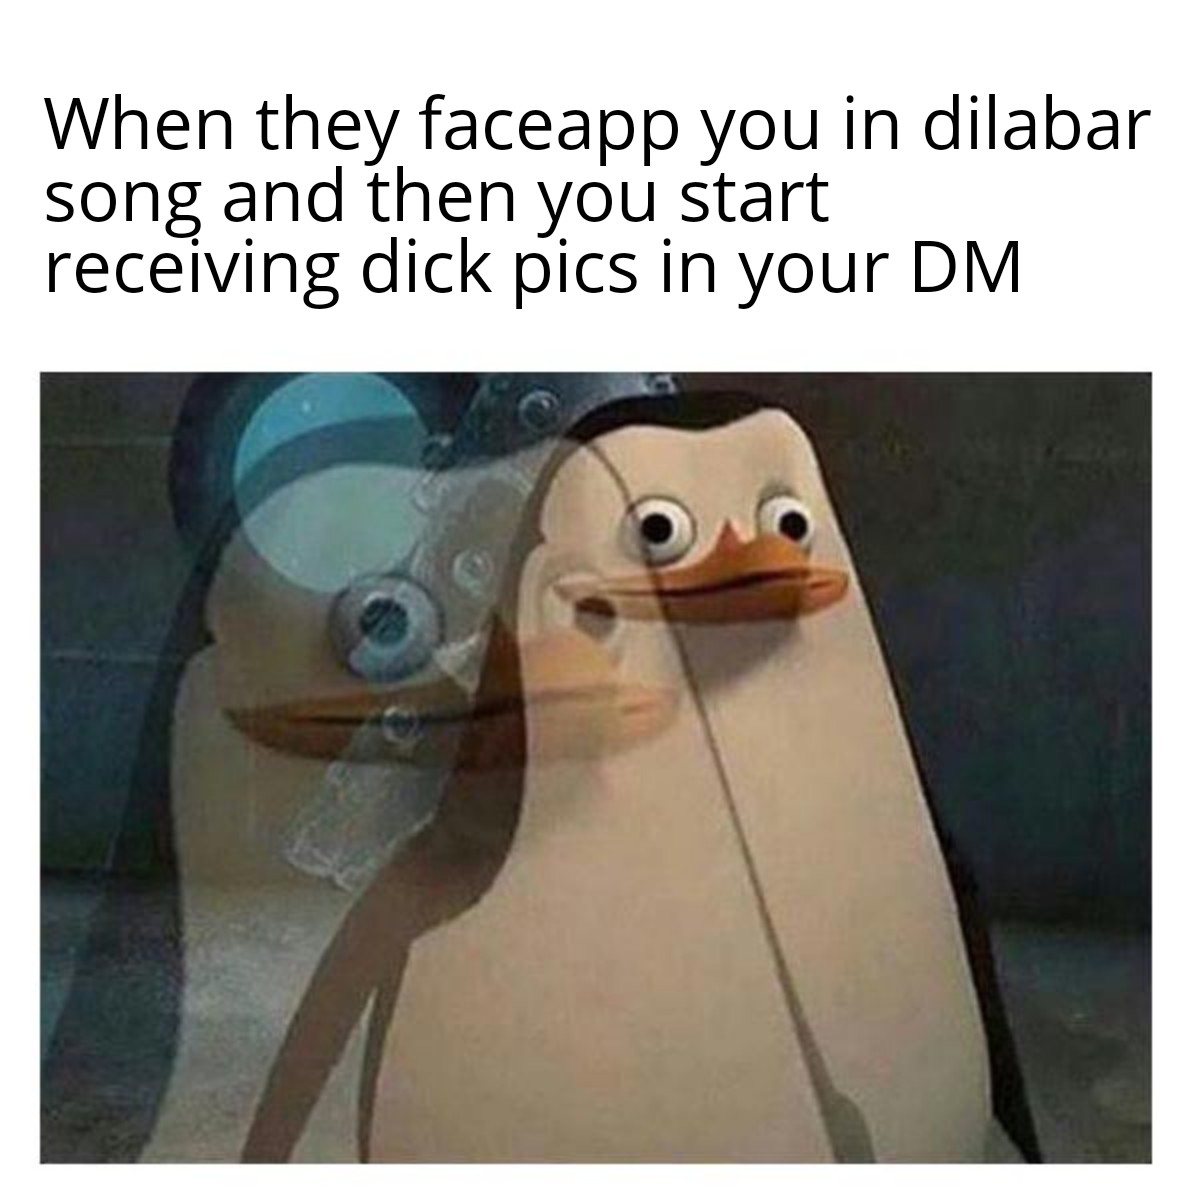 When they faceapp you in dilabar
song and then you start
receiving dick pics in your DM